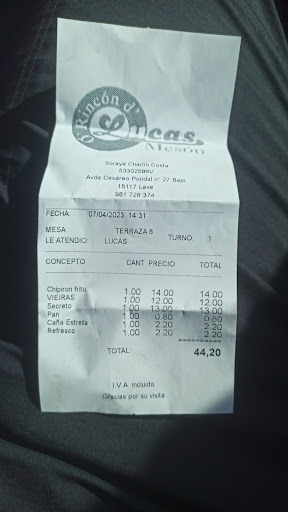 O Rincón d'
Lucas
Mesón
Soraya Charlín Costa
53302508V
Avda Cesáreo Pondal nº 27 Bajo
15117 Laxe
981 728 374
FECHA: 07/04/2023 14:31
MESA TERRAZA 6
LE ATENDIO: LUCAS TURNO: 1
CONCEPTO CANT PRECIO TOTAL
Chipiron frito 1.00 14.00 14.00
VIEIRAS 1.00 12.00 12.00
Secreto 1.00 13.00 13.00
Pan 1.00 0.80 0.80
Caña Estrella 1.00 2.20 2.20
Refresco 1.00 2.20 2.20
TOTAL: 44,20
I.V.A incluido
Gracias por su visita